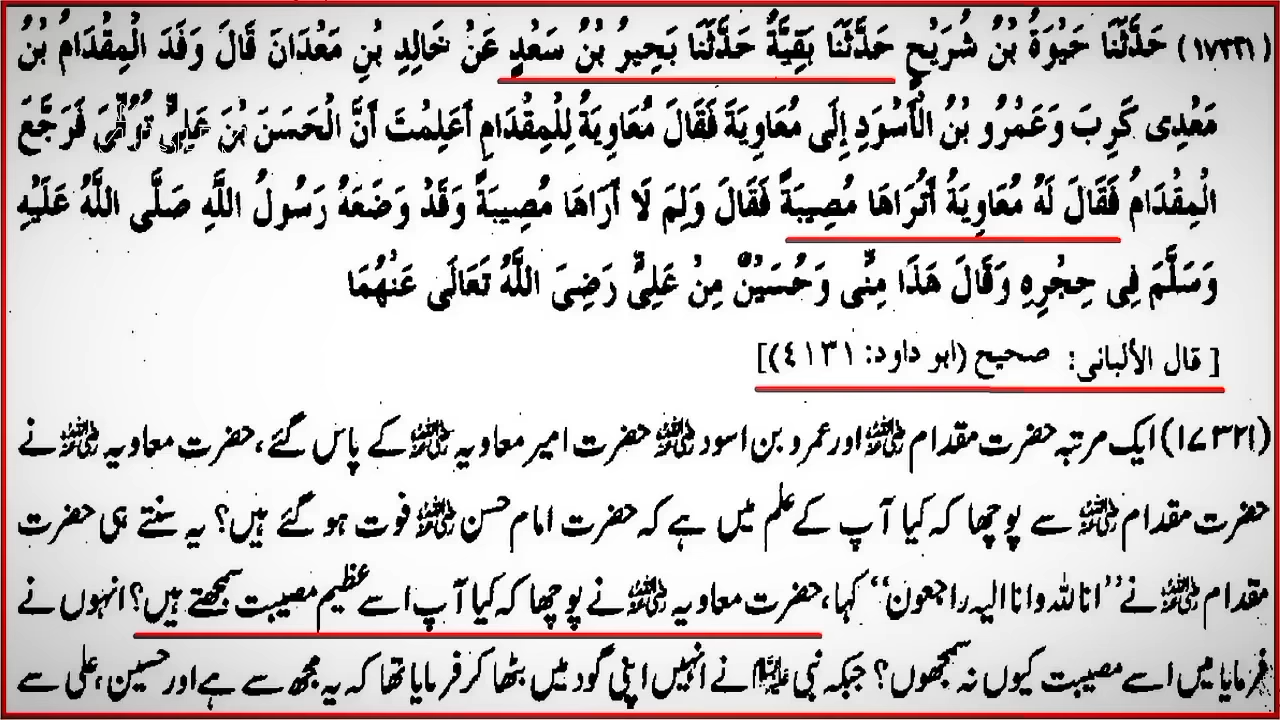 (١٧٣٢١) حَدَّثَنَا حَيْوَةُ بْنُ شُرَيْحٍ حَدَّثَنَا بَقِيَّةُ حَدَّثَنَا بَحِيرُ بْنُ سَعْدٍ عَنْ خَالِدِ بْنِ مَعْدَانَ قَالَ وَفَدَ الْمِقْدَامُ بْنُ
مَعْدِى كَرِبَ وَعَمْرُو بْنُ الْأَسْوَدِ إِلَى مُعَاوِيَةَ فَقَالَ مُعَاوِيَةُ لِلْمِقْدَامِ أَعَلِمْتَ أَنَّ الْحَسَنَ بْنَ عَلِيٍّ تُوُفِّيَ فَرَجَّعَ
الْمِقْدَامُ فَقَالَ لَهُ مُعَاوِيَةُ أَتُرَاهَا مُصِيبَةً فَقَالَ وَلِمَ لَا أَرَاهَا مُصِيبَةً وَقَدْ وَضَعَهُ رَسُولُ اللَّهِ صَلَّى اللَّهُ عَلَيْهِ
وَسَلَّمَ فِى حِجْرِهِ وَقَالَ هَذَا مِنِّى وَحُسَيْنٌ مِنْ عَلِىٍّ رَضِىَ اللَّهُ تَعَالَى عَنْهُمَا
[قال الألبانى: صحيح (ابو داود: ٤١٣١)]
(۱۷۳۲۱) ایک مرتبہ حضرت مقدام ؓ اور عمرو بن اسود ؓ حضرت امیر معاویہ ؓ کے پاس گئے، حضرت معاویہ ؓ نے
حضرت مقدام ؓ سے پوچھا کہ کیا آپ کے علم میں ہے کہ حضرت امام حسن ؓ فوت ہو گئے ہیں؟ یہ سنتے ہی حضرت
مقدام ؓ نے ”انا للہ وانا الیہ راجعون“ کہا، حضرت معاویہ ؓ نے پوچھا کہ کیا آپ اسے عظیم مصیبت سمجھتے ہیں؟ انہوں نے
فرمایا میں اسے مصیبت کیوں نہ سمجھوں؟ جبکہ نبی علیہ السلام نے انہیں اپنی گود میں بٹھا کر فرمایا تھا کہ یہ مجھ سے ہے اور حسین، علی سے